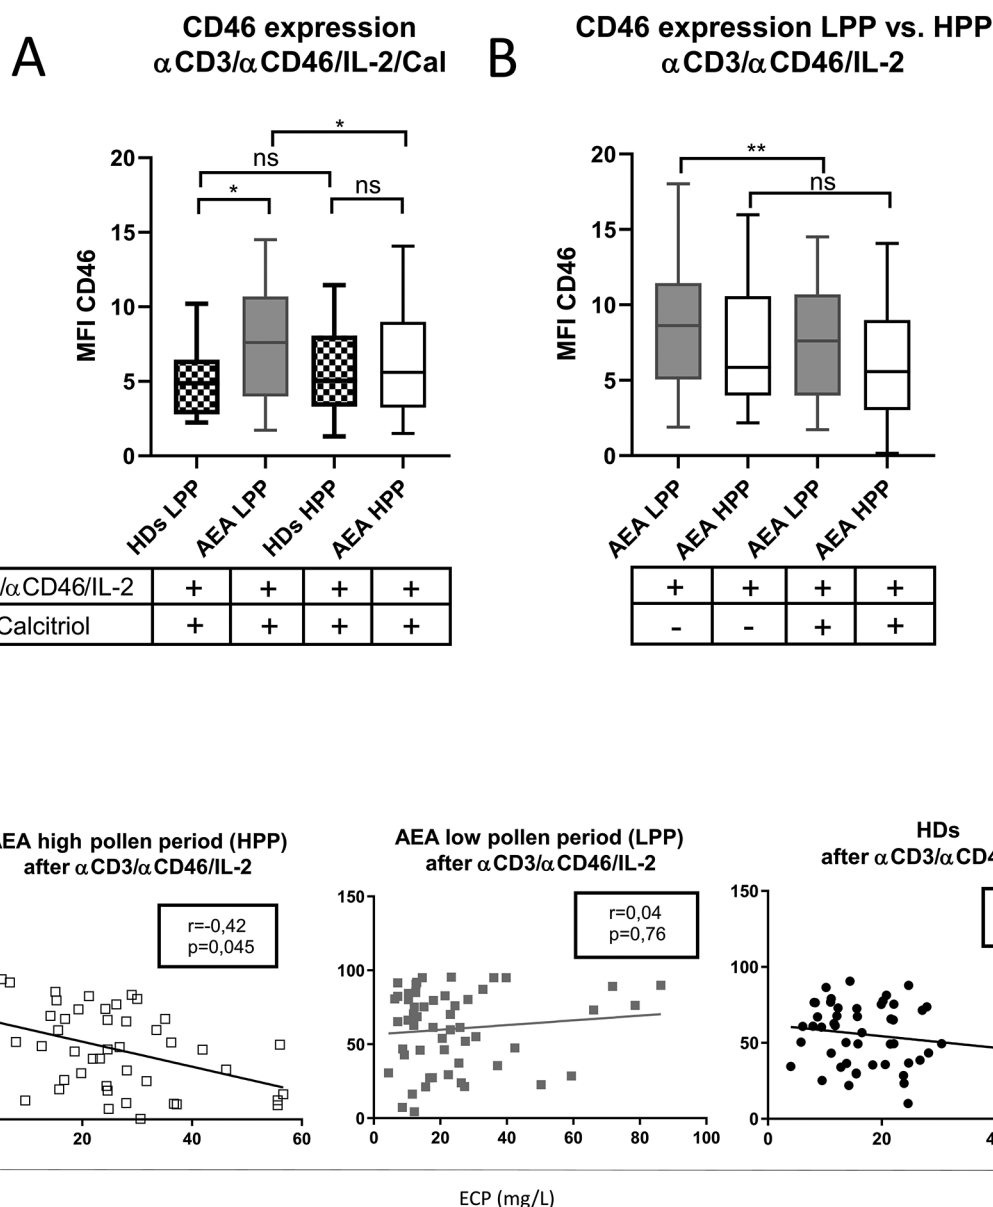 A
CD46 expression
αCD3/αCD46/IL-2/Cal
*
ns
*
ns
20
15
10
5
0
MFI CD46
HDs LPP
AEA LPP
HDs HPP
AEA HPP
/αCD46/IL-2 + + + +
Calcitriol + + + +
B
CD46 expression LPP vs. HPP
αCD3/αCD46/IL-2
**
ns
20
15
10
5
0
MFI CD46
AEA LPP
AEA HPP
AEA LPP
AEA HPP
+ + + +
- - + +
AEA high pollen period (HPP)
after αCD3/αCD46/IL-2
r=-0,42
p=0,045
20 40 60
AEA low pollen period (LPP)
after αCD3/αCD46/IL-2
r=0,04
p=0,76
150
100
50
0
0 20 40 60 80 100
HDs
after αCD3/αCD4
150
100
50
0
0 20 4
ECP (mg/L)